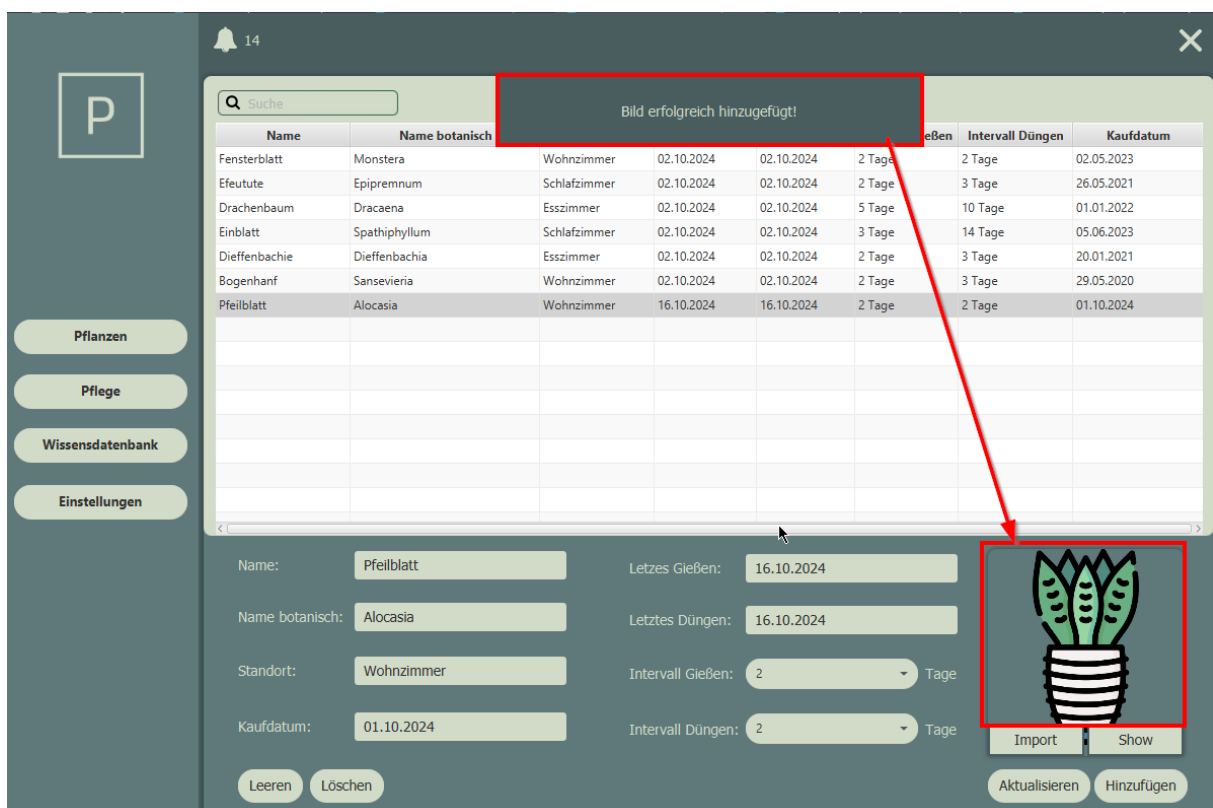 14
P
Suche
Bild erfolgreich hinzugefügt!
Name Name botanisch eßen Intervall Düngen Kaufdatum
Fensterblatt Monstera Wohnzimmer 02.10.2024 02.10.2024 2 Tage 2 Tage 02.05.2023
Efeutute Epipremnum Schlafzimmer 02.10.2024 02.10.2024 2 Tage 3 Tage 26.05.2021
Drachenbaum Dracaena Esszimmer 02.10.2024 02.10.2024 5 Tage 10 Tage 01.01.2022
Einblatt Spathiphyllum Schlafzimmer 02.10.2024 02.10.2024 3 Tage 14 Tage 05.06.2023
Dieffenbachie Dieffenbachia Esszimmer 02.10.2024 02.10.2024 2 Tage 3 Tage 20.01.2021
Bogenhanf Sansevieria Wohnzimmer 02.10.2024 02.10.2024 2 Tage 3 Tage 29.05.2020
Pfeilblatt Alocasia Wohnzimmer 16.10.2024 16.10.2024 2 Tage 2 Tage 01.10.2024
Pflanzen
Pflege
Wissensdatenbank
Einstellungen
Name: Pfeilblatt Letzes Gießen: 16.10.2024
Name botanisch: Alocasia Letztes Düngen: 16.10.2024
Standort: Wohnzimmer Intervall Gießen: 2 Tage
Kaufdatum: 01.10.2024 Intervall Düngen: 2 Tage
Import Show
Leeren Löschen Aktualisieren Hinzufügen